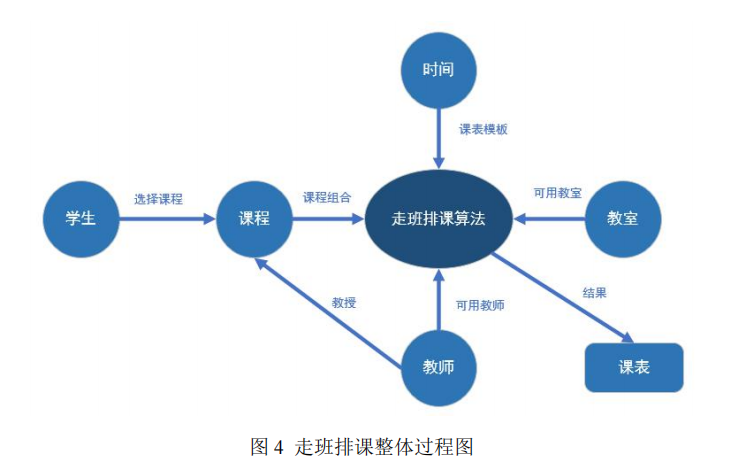 时间
课表模板
学生
选择课程
课程
课程组合
走班排课算法
可用教室
教室
教授
可用教师
结果
教师
课表
图 4 走班排课整体过程图